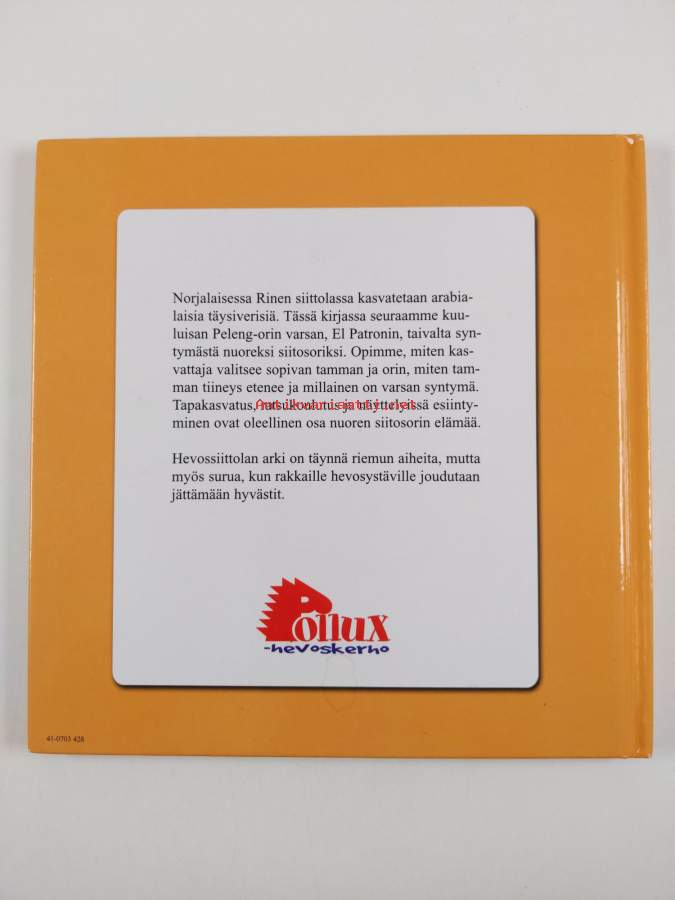 Norjalaisessa Rinen siittolassa kasvatetaan arabia-
laisia täysiverisiä. Tässä kirjassa seuraamme kuu-
luisan Peleng-orin varsan, El Patronin, taivalta syn-
tymästä nuoreksi siitosoriksi. Opimme, miten kas-
vattaja valitsee sopivan tamman ja orin, miten tam-
man tiineys etenee ja millainen on varsan syntymä.
Tapakasvatus, ratsukoulutus ja näyttelyissä esiinty-
minen ovat oleellinen osa nuoren siitosorin elämää.
Hevossiittolan arki on täynnä riemun aiheita, mutta
myös surua, kun rakkaille hevosystäville joudutaan
jättämään hyvästit.
Pollux
-hevoskerho
41-0703 428